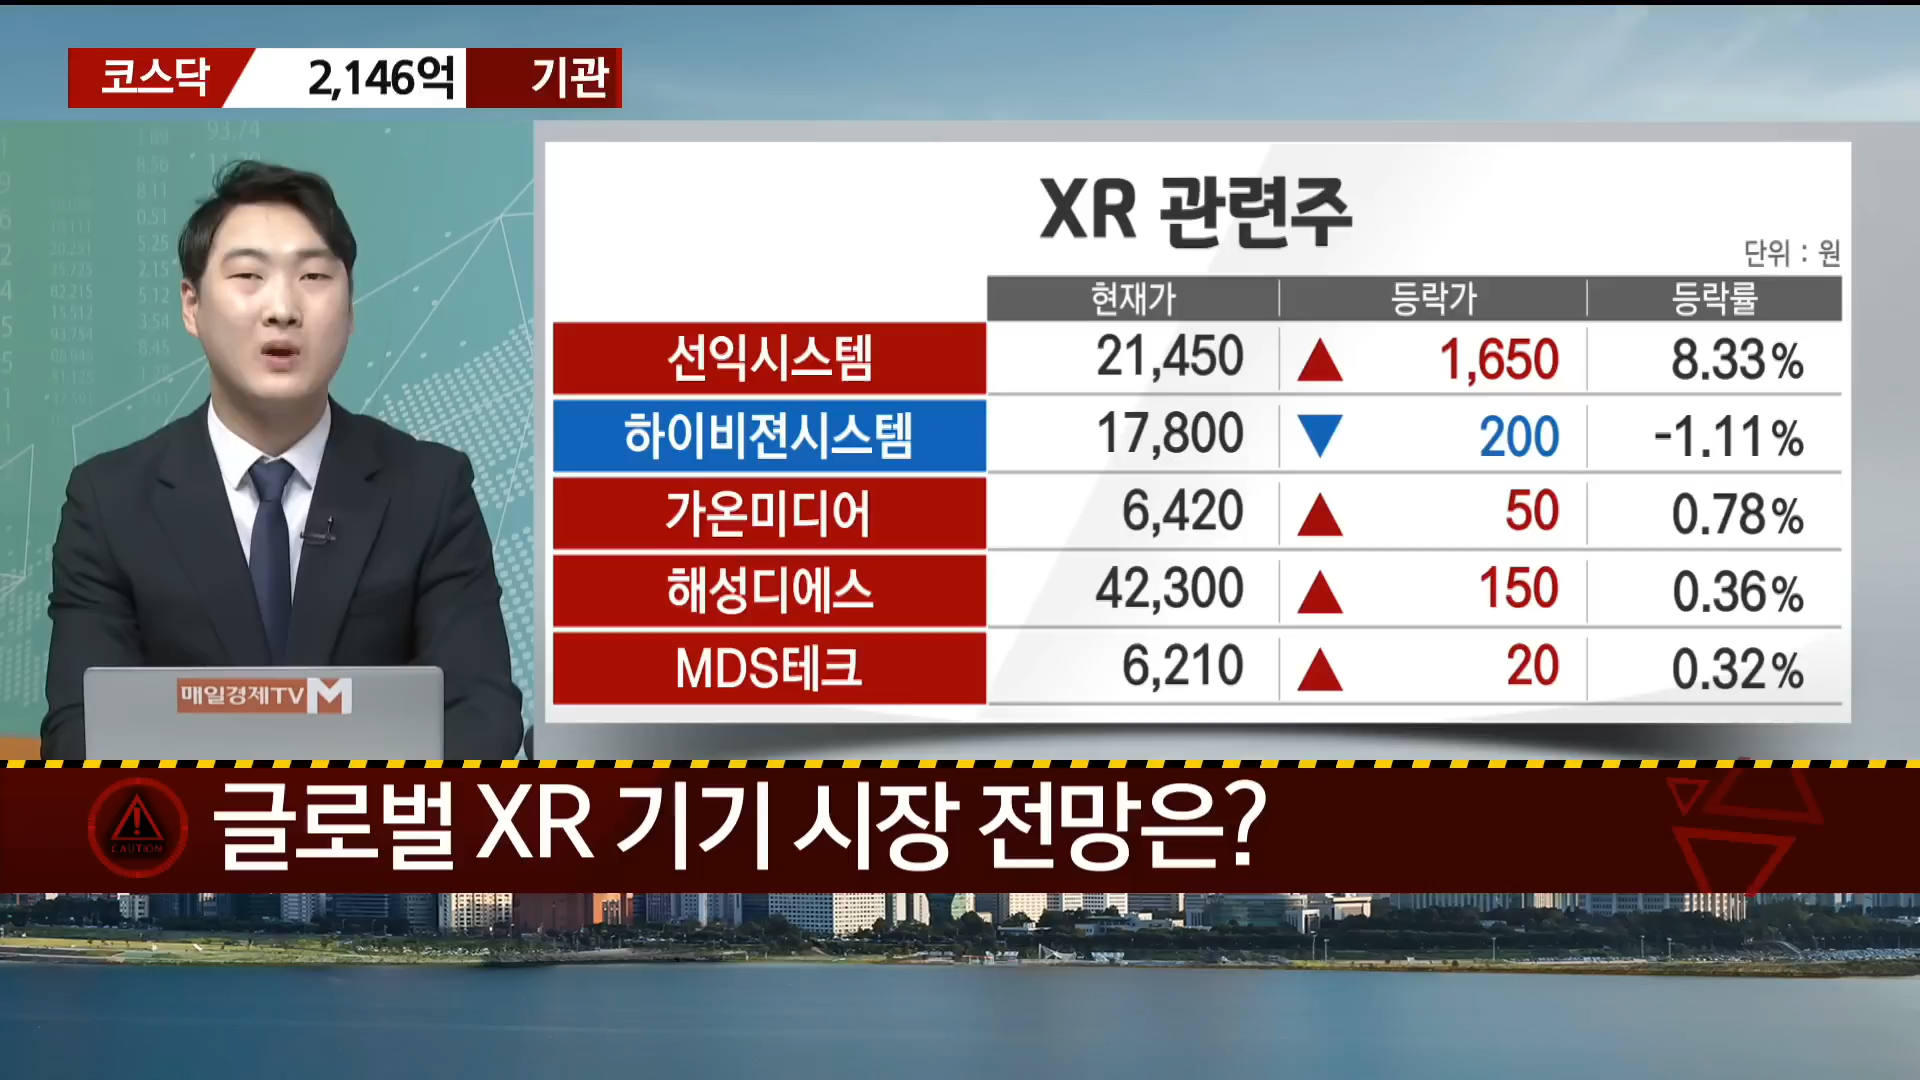 코스닥 2,146억 기관
XR 관련주
단위 : 원
현재가 등락가 등락률
선익시스템 21,450 ▲ 1,650 8.33%
하이비젼시스템 17,800 ▼ 200 -1.11%
가온미디어 6,420 ▲ 50 0.78%
해성디에스 42,300 ▲ 150 0.36%
MDS테크 6,210 ▲ 20 0.32%
매일경제TV M
CAUTION
글로벌 XR 기기 시장 전망은?